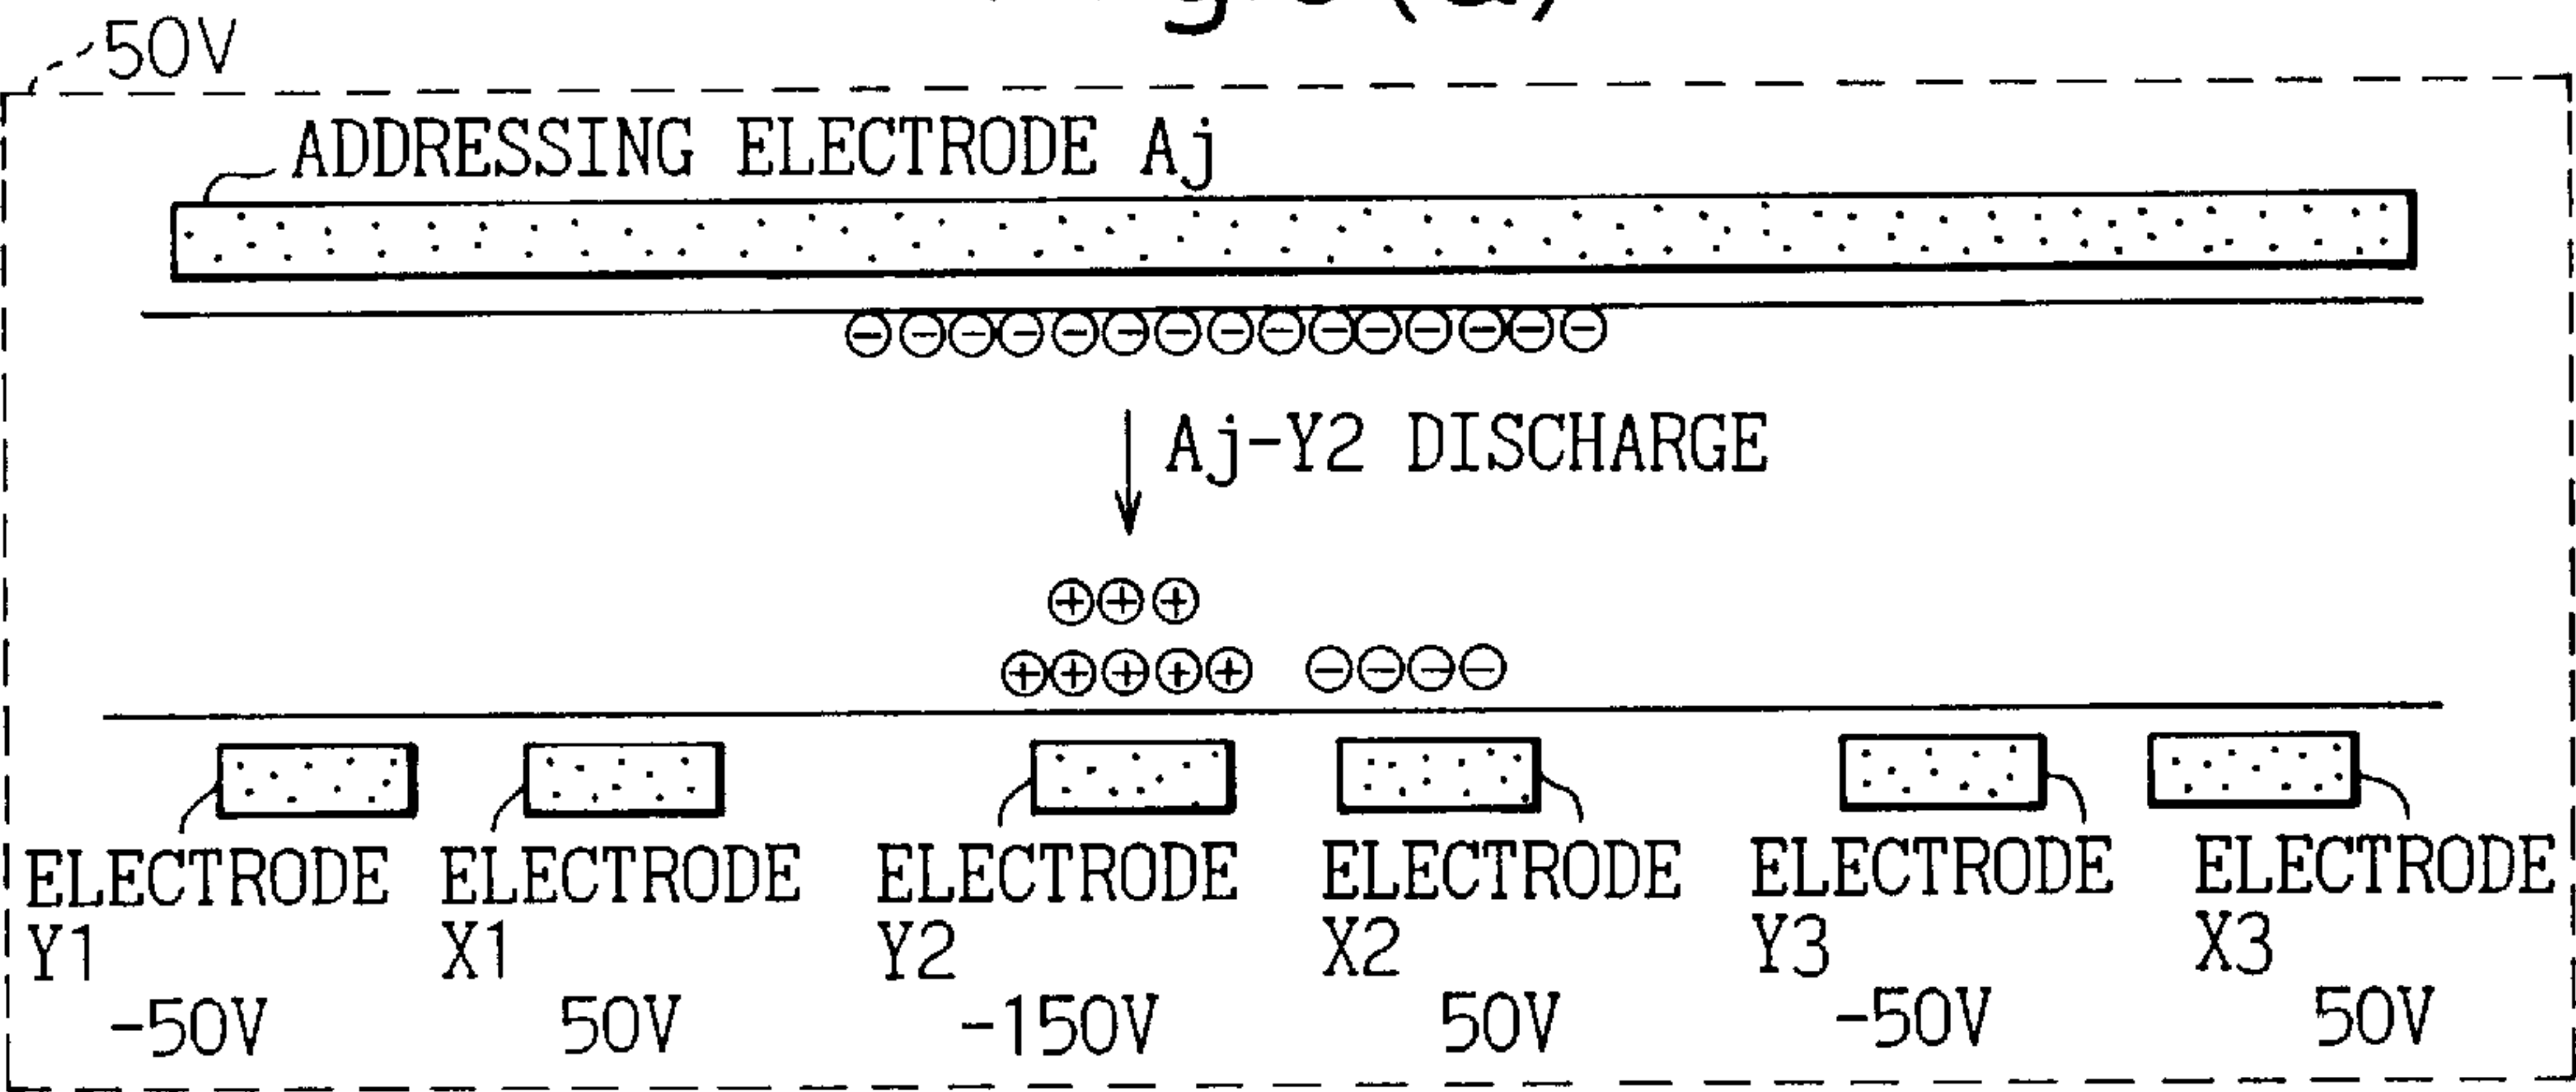 50V
ADDRESSING ELECTRODE Aj
Aj-Y2 DISCHARGE
ELECTRODE ELECTRODE ELECTRODE ELECTRODE ELECTRODE ELECTRODE
Y1 X1 Y2 X2 Y3 X3
-50V 50V -150V 50V -50V 50V